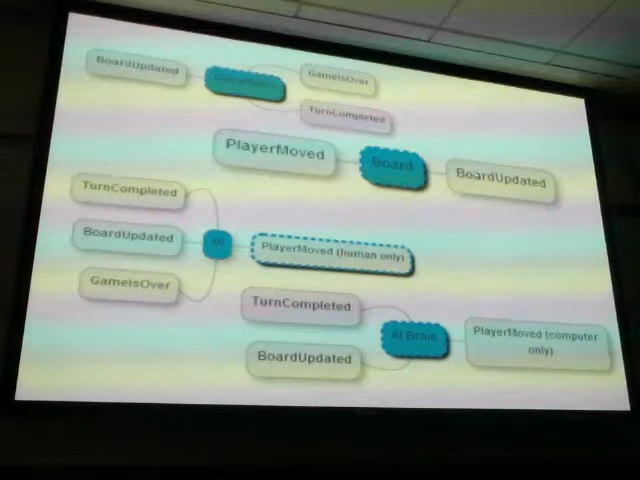 BoardUpdated
GameIsOver
TurnCompleted
PlayerMoved
Board
BoardUpdated
TurnCompleted
BoardUpdated
UI
PlayerMoved (human only)
GameIsOver
TurnCompleted
AI Brain
PlayerMoved (computer
only)
BoardUpdated